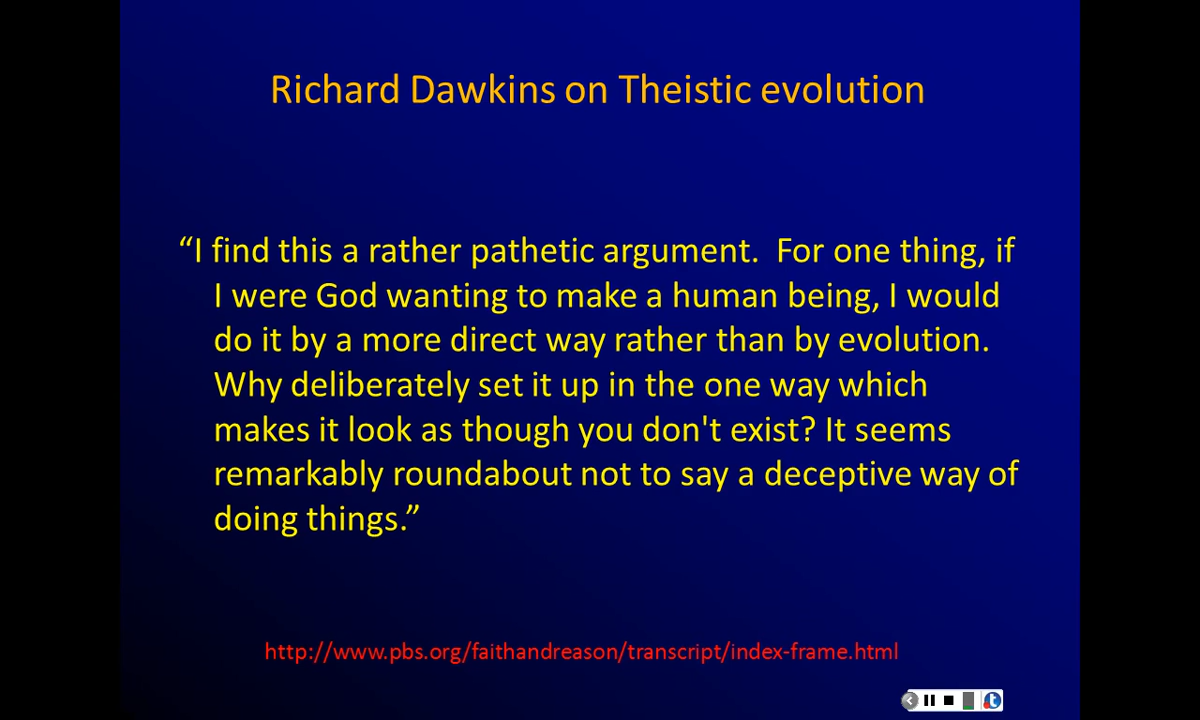 Richard Dawkins on Theistic evolution
“I find this a rather pathetic argument.  For one thing, if
I were God wanting to make a human being, I would
do it by a more direct way rather than by evolution.
Why deliberately set it up in the one way which
makes it look as though you don't exist? It seems
remarkably roundabout not to say a deceptive way of
doing things.”
http://www.pbs.org/faithandreason/transcript/index-frame.html